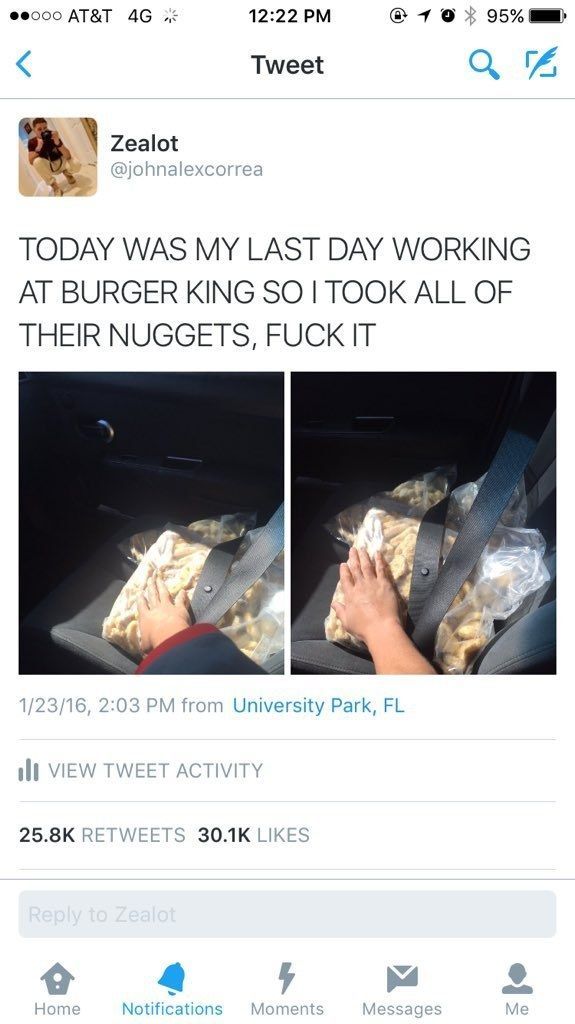 AT&T 4G 12:22 PM 95%
Tweet
Zealot
@johnalexcorrea
TODAY WAS MY LAST DAY WORKING
AT BURGER KING SO I TOOK ALL OF
THEIR NUGGETS, FUCK IT
1/23/16, 2:03 PM from University Park, FL
VIEW TWEET ACTIVITY
25.8K RETWEETS 30.1K LIKES
Reply to Zealot
Home Notifications Moments Messages Me